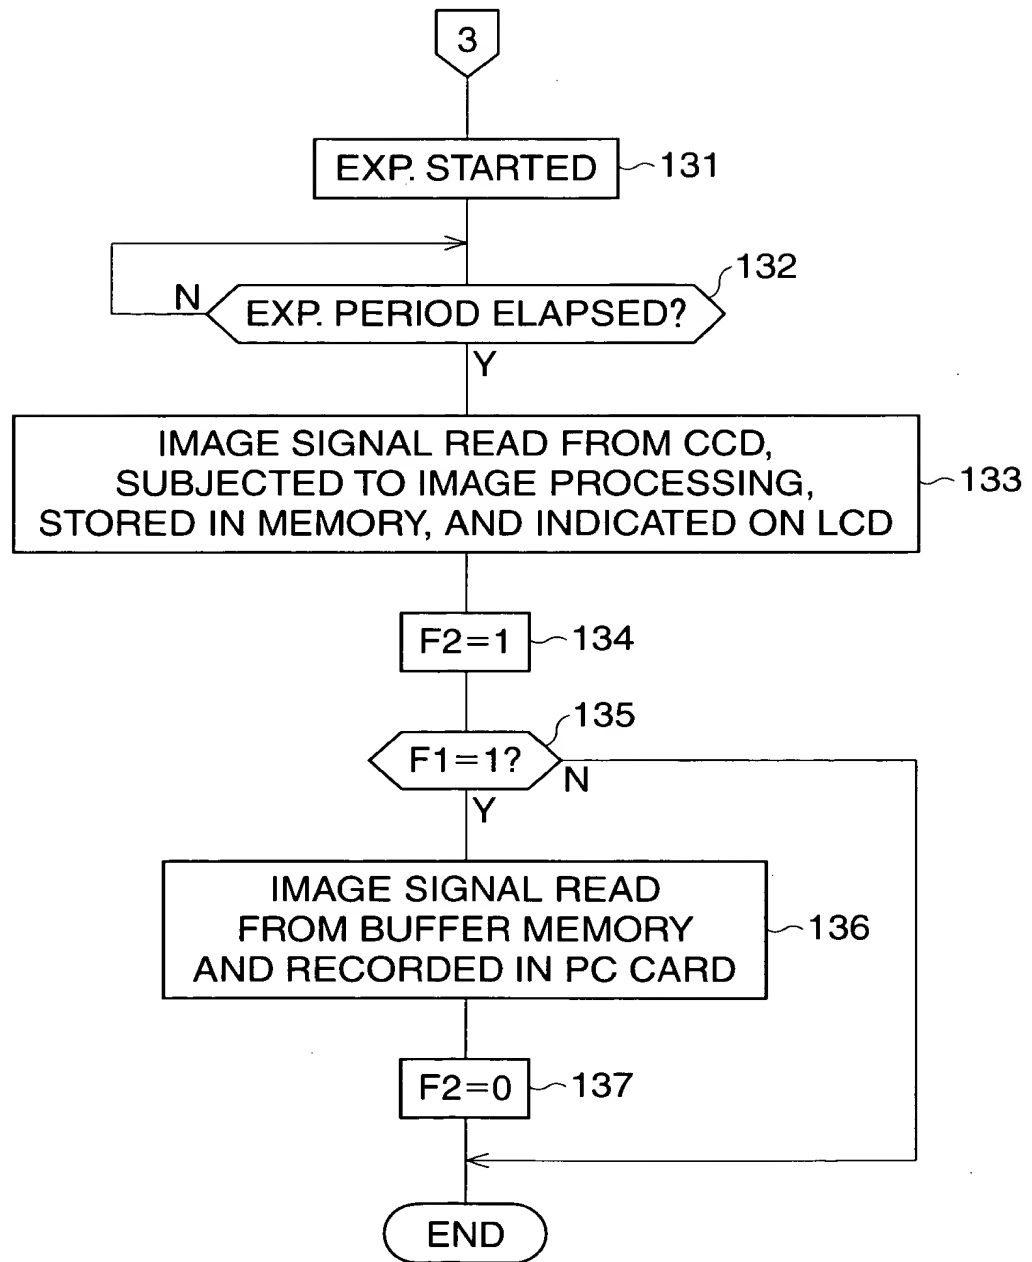 3
EXP. STARTED
131
132
N
EXP. PERIOD ELAPSED?
Y
IMAGE SIGNAL READ FROM CCD,
SUBJECTED TO IMAGE PROCESSING,
STORED IN MEMORY, AND INDICATED ON LCD
133
F2=1
134
135
F1=1?
N
Y
IMAGE SIGNAL READ
FROM BUFFER MEMORY
AND RECORDED IN PC CARD
136
F2=0
137
END